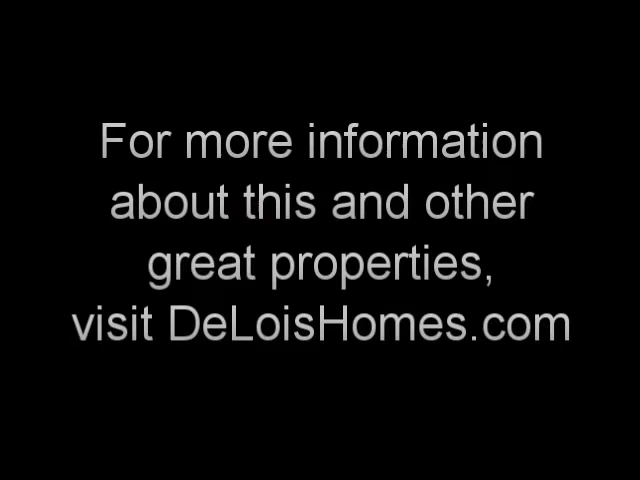 For more information
about this and other
great properties,
visit DeLoisHomes.com